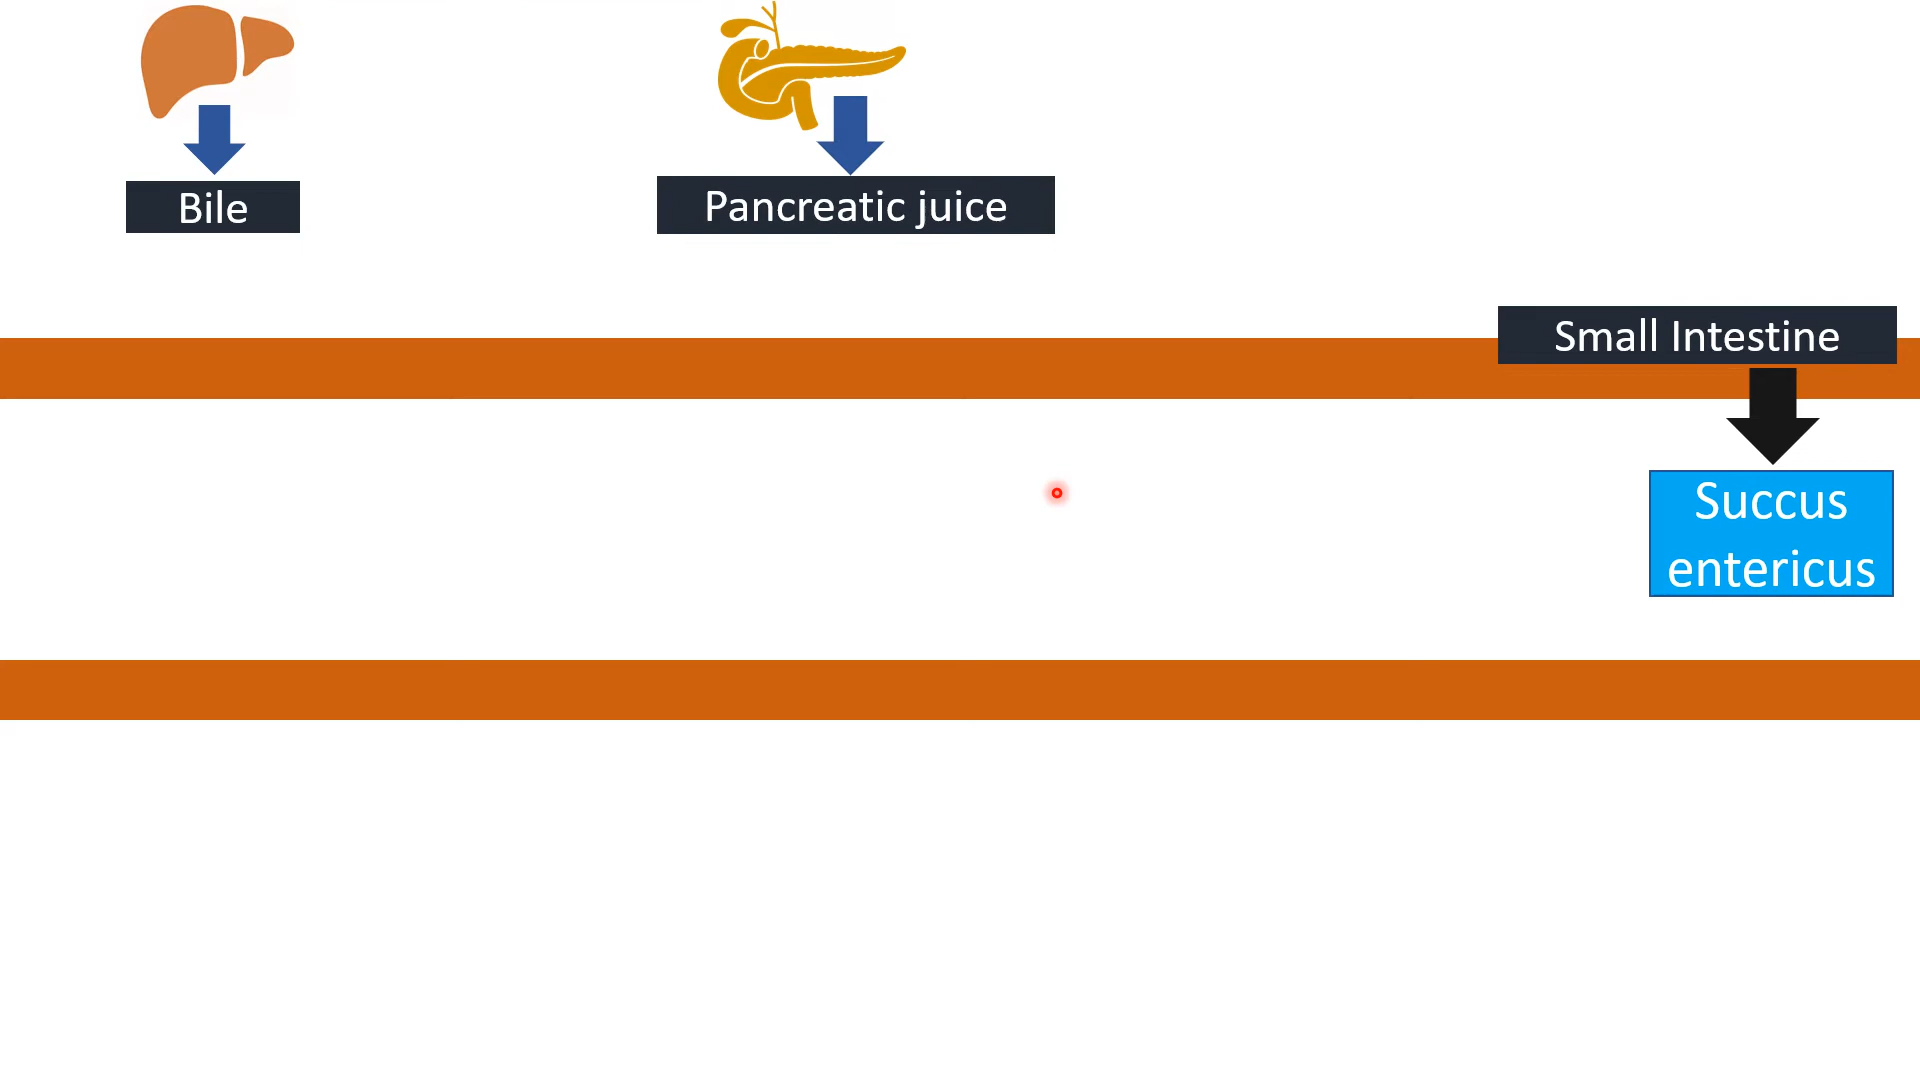 Bile
Pancreatic juice
Small Intestine
Succus
entericus